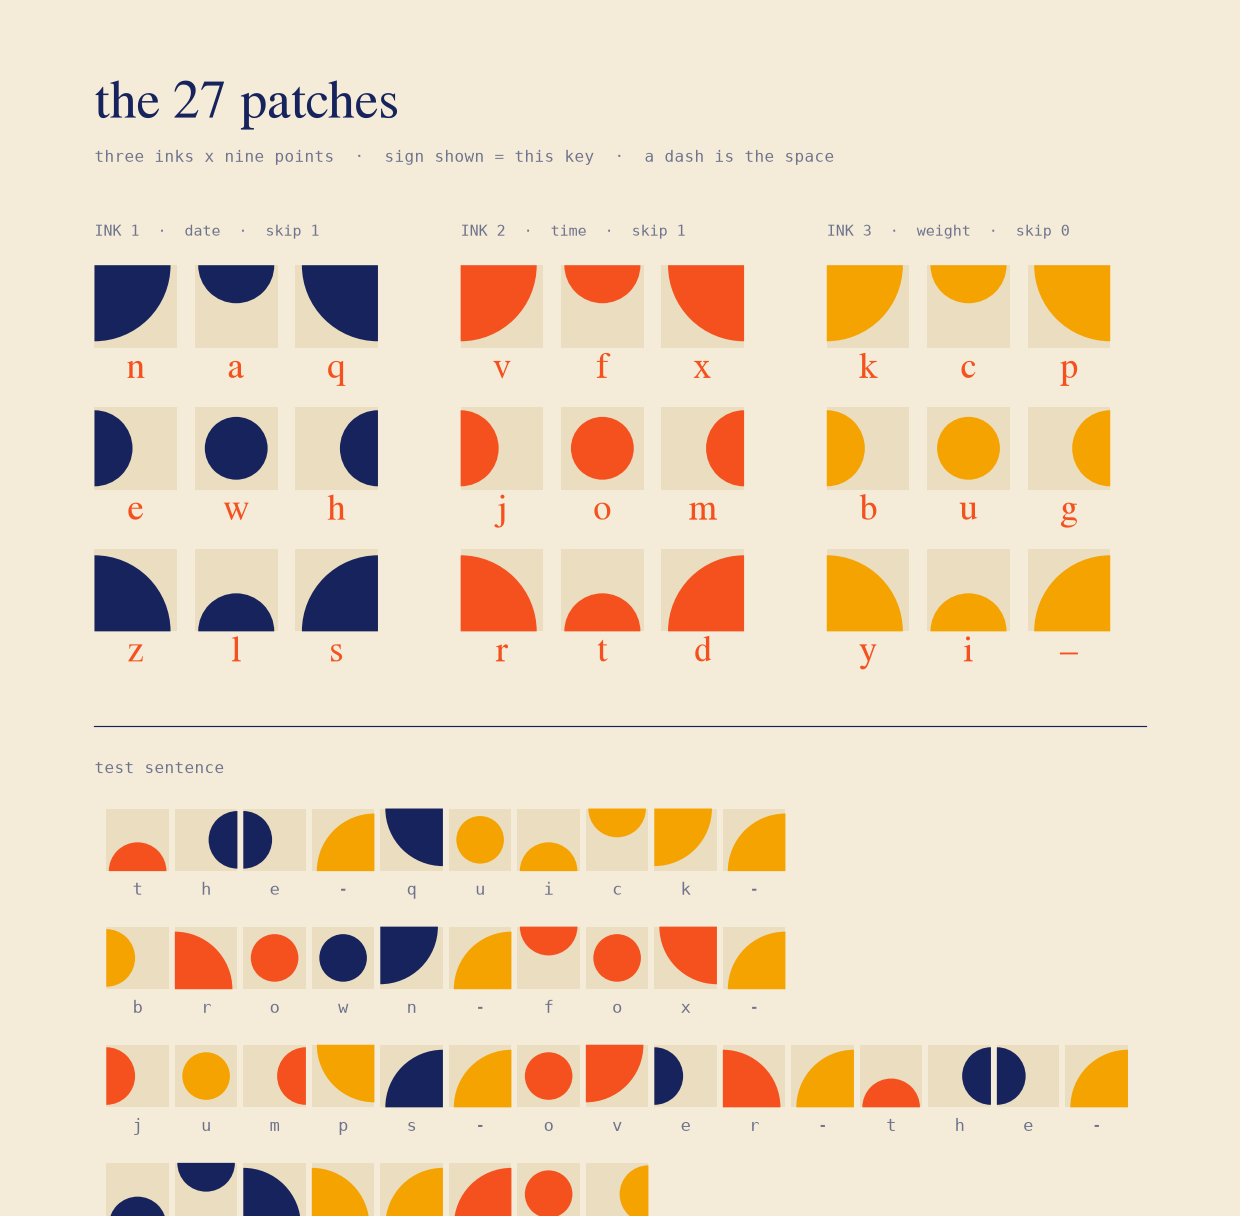 the 27 patches
three inks x nine points · sign shown = this key · a dash is the space
INK 1 · date · skip 1
INK 2 · time · skip 1
INK 3 · weight · skip 0
n a q v f x k c p
e w h j o m b u g
z l s r t d y i –
test sentence
t h e - q u i c k -
b r o w n - f o x -
j u m p s - o v e r - t h e -